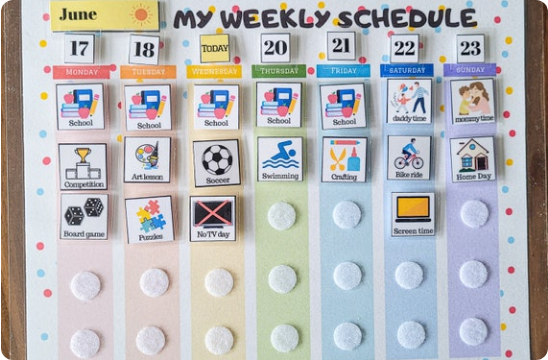 June
MY WEEKLY SCHEDULE
17 18 TODAY 20 21 22 23
MONDAY TUESDAY WEDNESDAY THURSDAY FRIDAY SATURDAY SUNDAY
School School School School School daddy time mommy time
Competition Art lesson Soccer Swimming Crafting Bike ride Home Day
Board game Puzzles No TV day Screen time